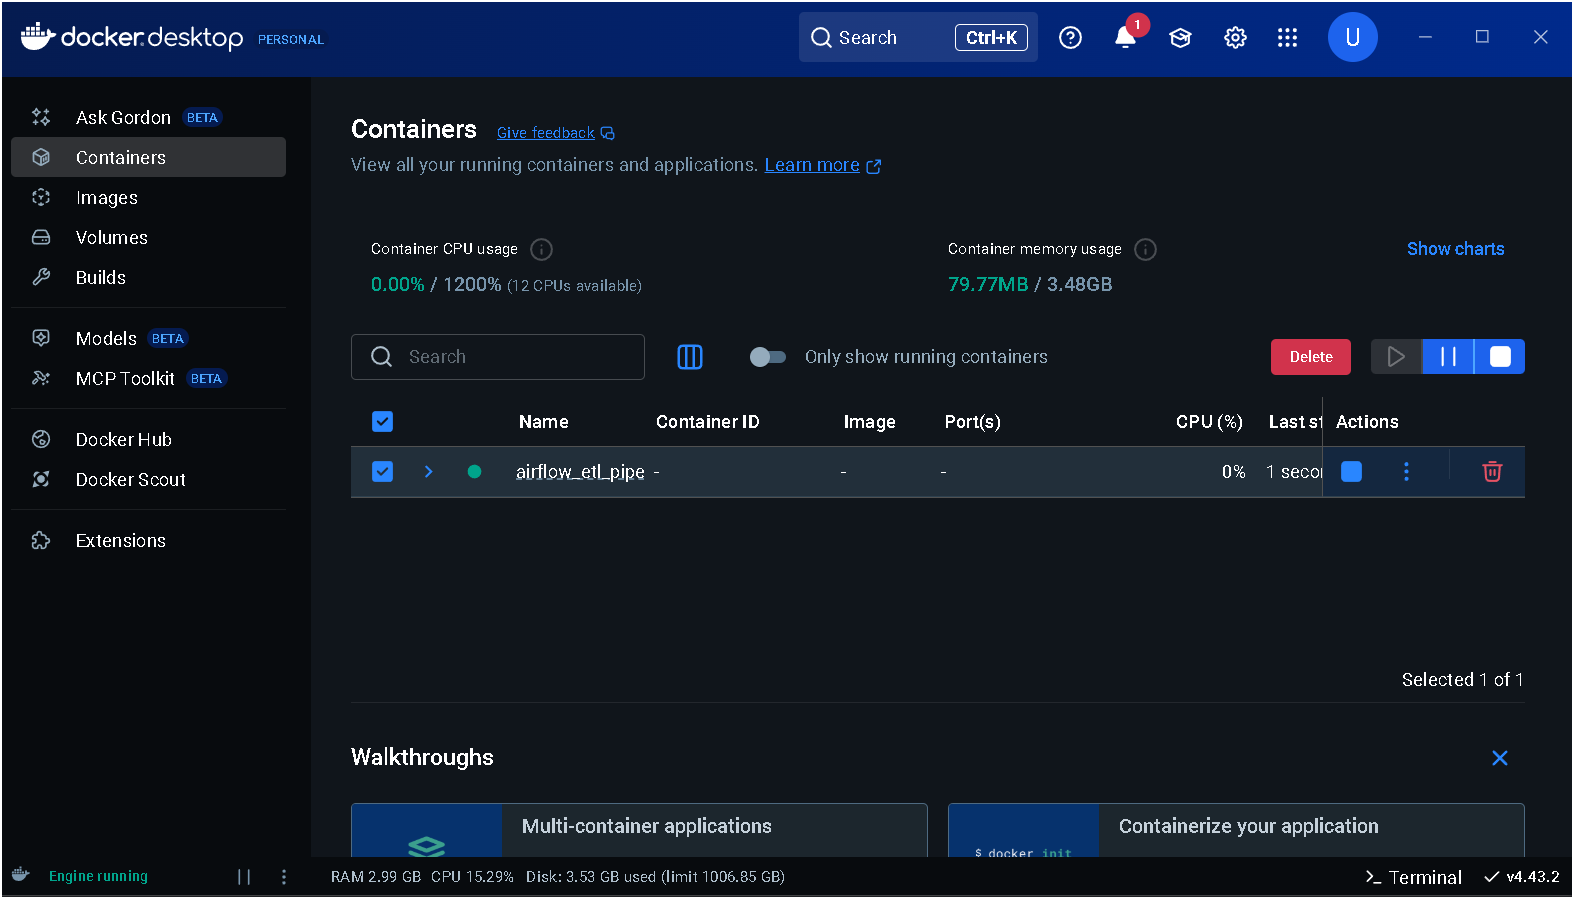 docker.desktop PERSONAL
Search Ctrl+K
1
U
Ask Gordon BETA
Containers
Images
Volumes
Builds
Models BETA
MCP Toolkit BETA
Docker Hub
Docker Scout
Extensions
Containers Give feedback
View all your running containers and applications. Learn more
Container CPU usage
0.00% / 1200% (12 CPUs available)
Container memory usage
79.77MB / 3.48GB
Show charts
Search
Only show running containers
Delete
Name Container ID Image Port(s) CPU (%) Last st Actions
airflow_etl_pipe - - - 0% 1 secon
Selected 1 of 1
Walkthroughs
Multi-container applications
Containerize your application
$ docker init
Engine running
RAM 2.99 GB CPU 15.29% Disk: 3.53 GB used (limit 1006.85 GB)
>_ Terminal
v4.43.2